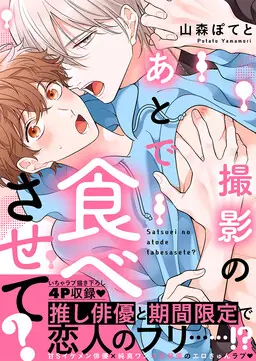 山森ぽてと
Potato Yamamori
撮影の
あとで
食べ
させて?
Satsuei no
atode
tabesasete?
いちゃラブ描き下ろし
4P収録♥
推し俳優と期間限定で
恋人のフリ……!?